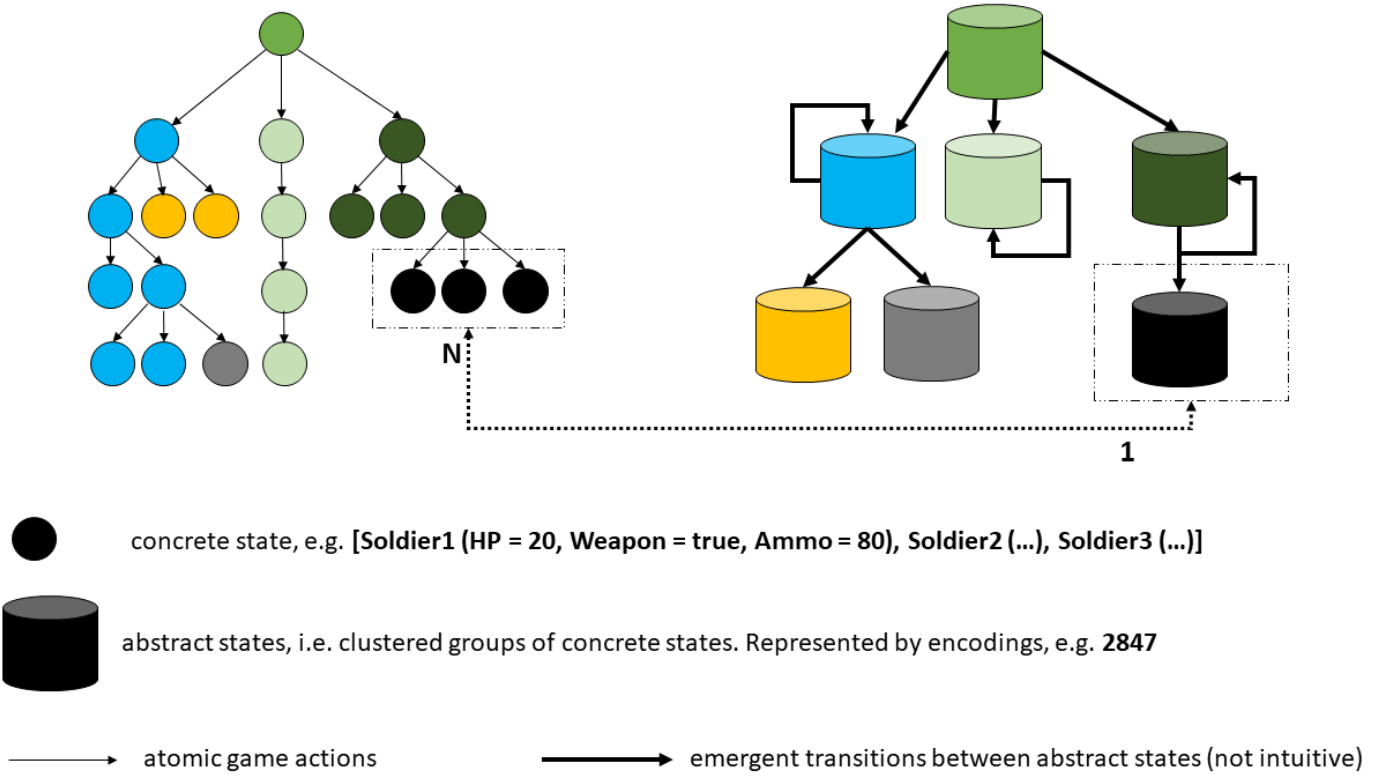 N
1
concrete state, e.g. [Soldier1 (HP = 20, Weapon = true, Ammo = 80), Soldier2 (...), Soldier3 (...)]
abstract states, i.e. clustered groups of concrete states. Represented by encodings, e.g. 2847
atomic game actions
emergent transitions between abstract states (not intuitive)